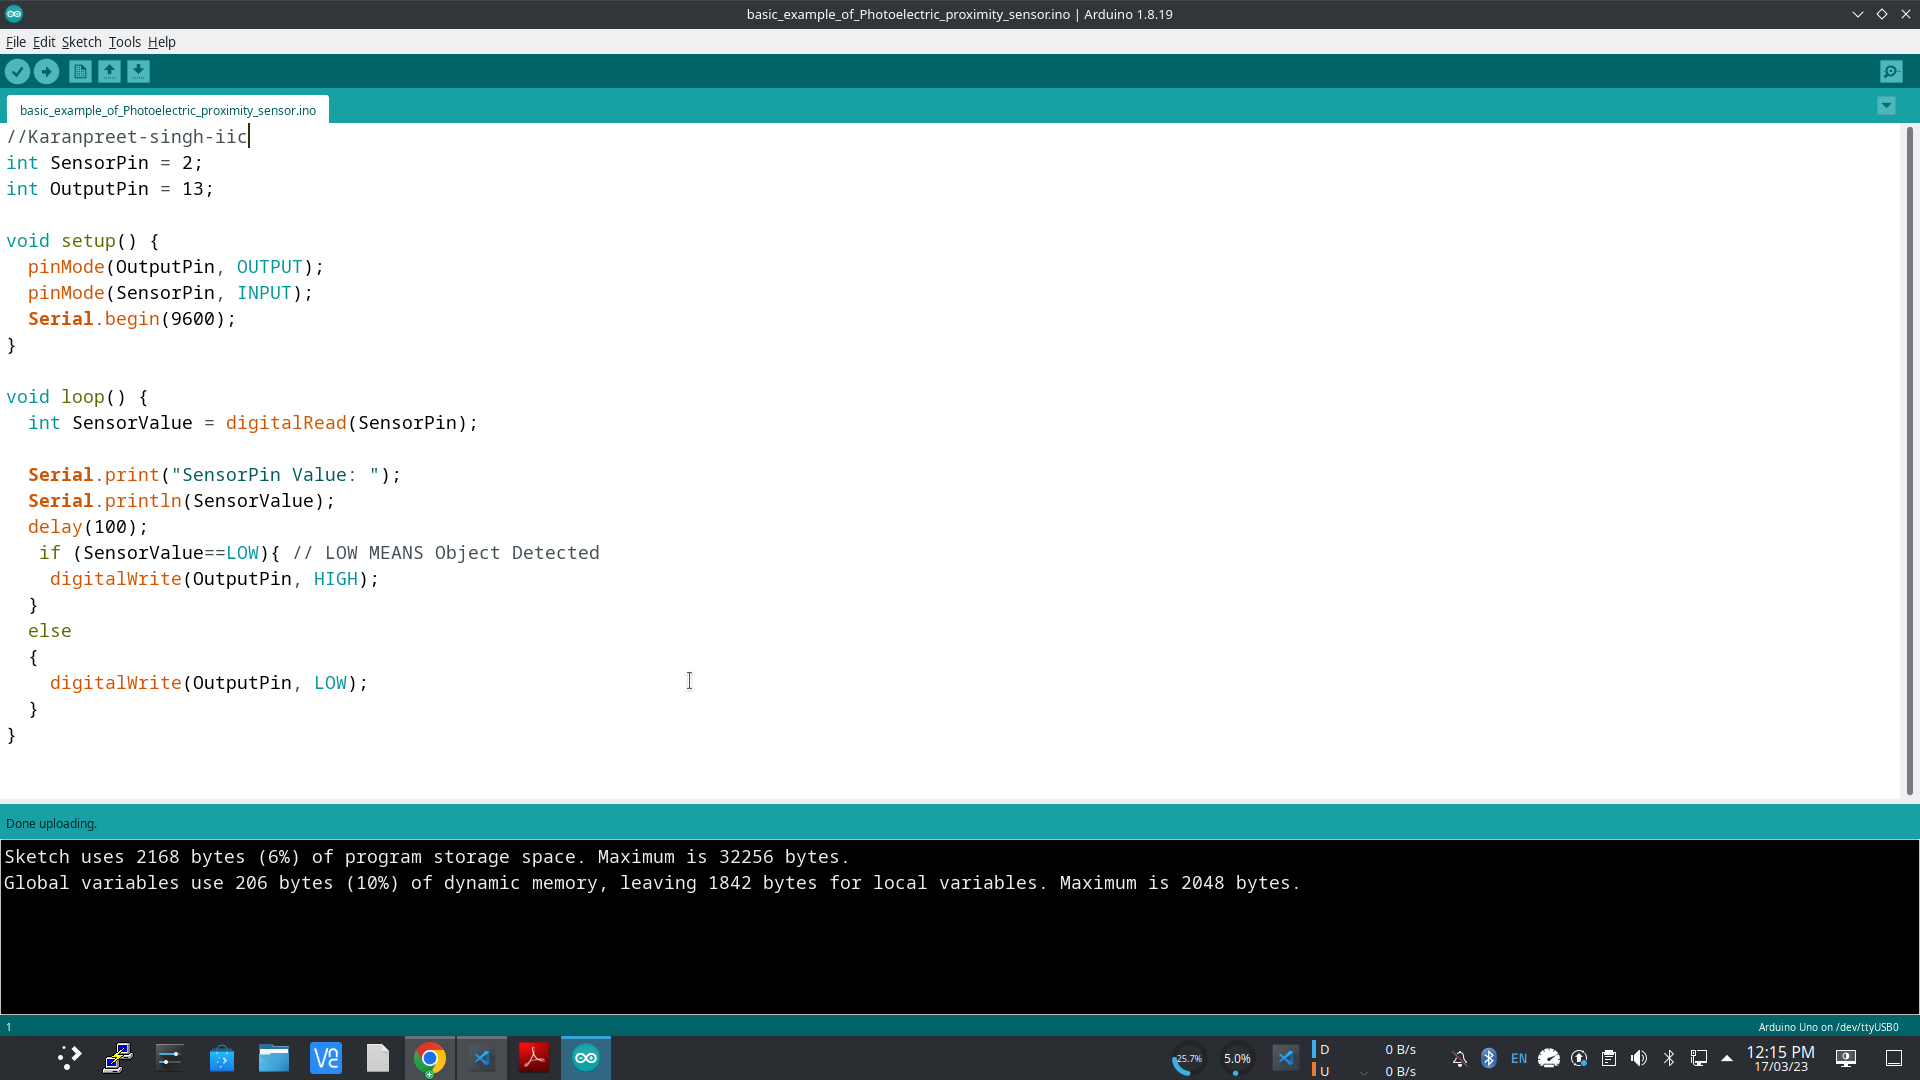 basic_example_of_Photoelectric_proximity_sensor.ino | Arduino 1.8.19
File Edit Sketch Tools Help
basic_example_of_Photoelectric_proximity_sensor.ino
//Karanpreet-singh-iic
int SensorPin = 2;
int OutputPin = 13;
void setup() {
pinMode(OutputPin, OUTPUT);
pinMode(SensorPin, INPUT);
Serial.begin(9600);
}
void loop() {
int SensorValue = digitalRead(SensorPin);
Serial.print("SensorPin Value: ");
Serial.println(SensorValue);
delay(100);
if (SensorValue==LOW){ // LOW MEANS Object Detected
digitalWrite(OutputPin, HIGH);
}
else
{
digitalWrite(OutputPin, LOW);
}
}
Done uploading.
Sketch uses 2168 bytes (6%) of program storage space. Maximum is 32256 bytes.
Global variables use 206 bytes (10%) of dynamic memory, leaving 1842 bytes for local variables. Maximum is 2048 bytes.
1
Arduino Uno on /dev/ttyUSB0
25.7%
5.0%
D 0 B/s
U 0 B/s
EN
12:15 PM
17/03/23